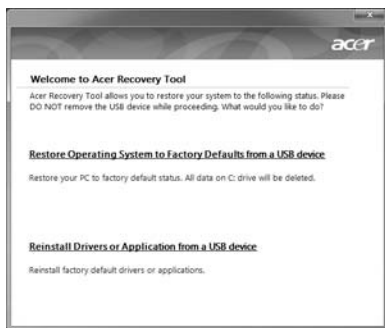 acer
Welcome to Acer Recovery Tool
Acer Recovery Tool allows you to restore your system to the following status. Please
DO NOT remove the USB device while proceeding. What would you like to do?
Restore Operating System to Factory Defaults from a USB device
Restore your PC to factory default status. All data on C: drive will be deleted.
Reinstall Drivers or Application from a USB device
Reinstall factory default drivers or applications.